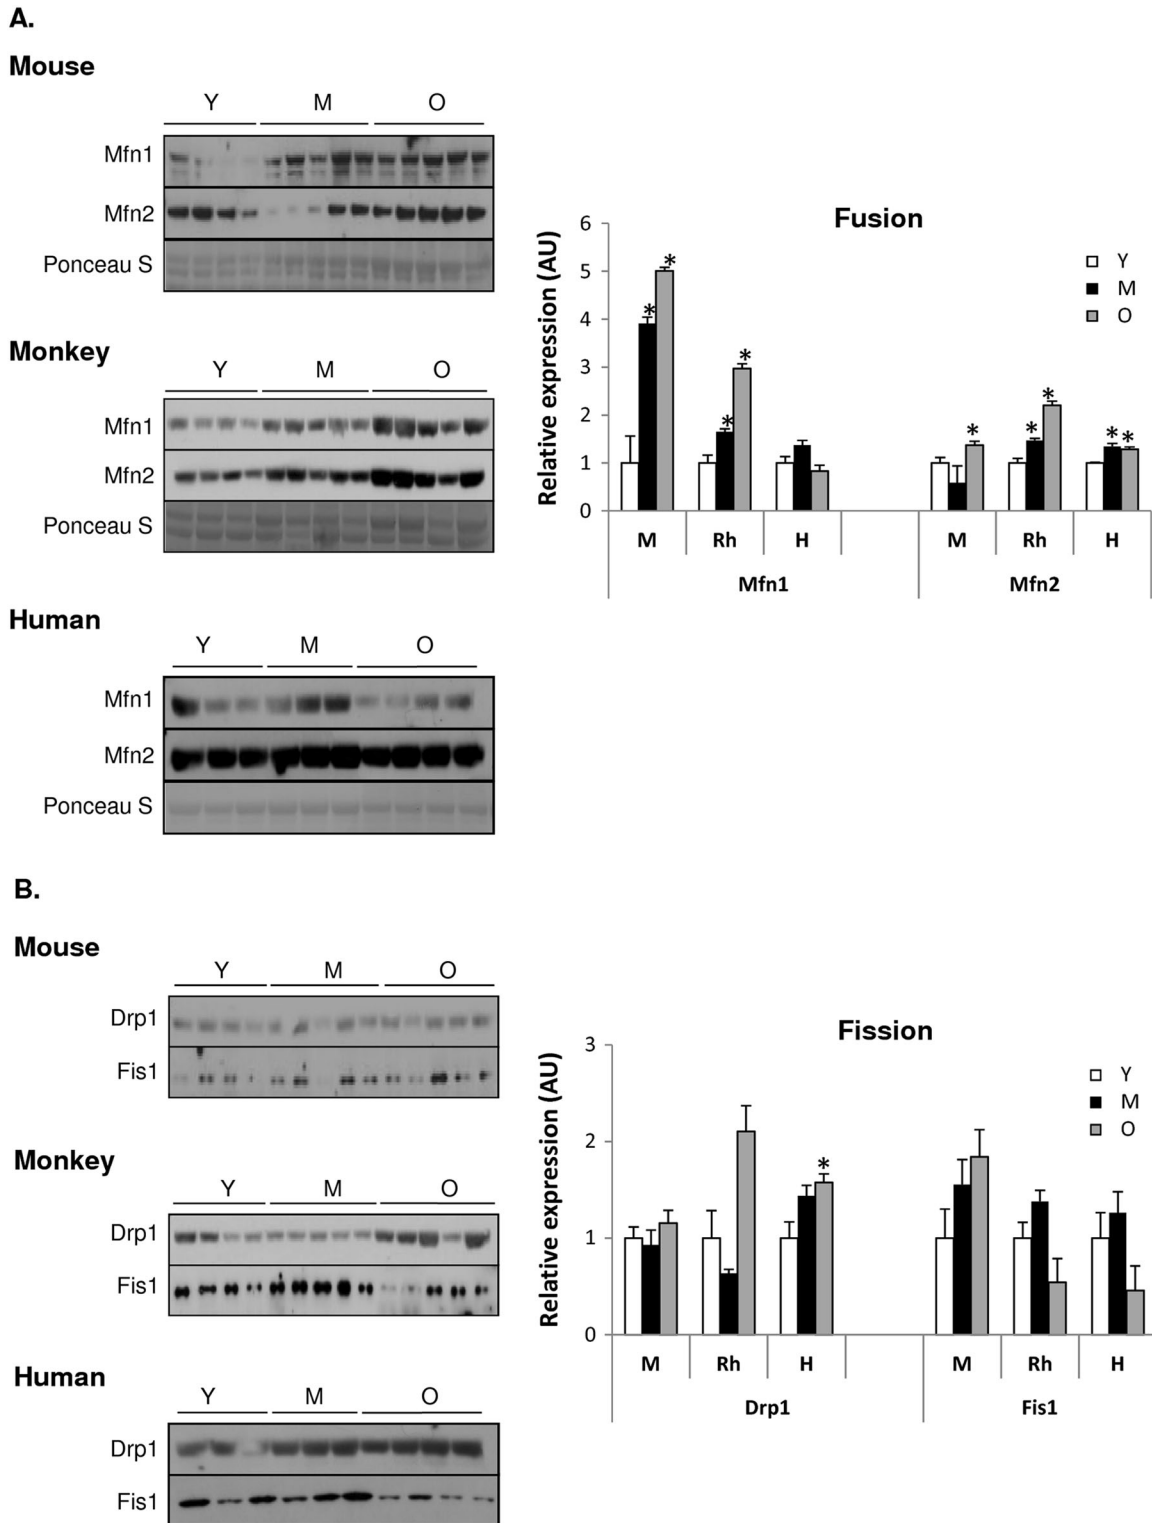 A.
Mouse
Y M O
Mfn1
Mfn2
Ponceau S
Monkey
Y M O
Mfn1
Mfn2
Ponceau S
Human
Y M O
Mfn1
Mfn2
Ponceau S
Fusion
Relative expression (AU)
6
5
4
3
2
1
0
Y
M
O
* * * * * * * * *
M Rh H M Rh H
Mfn1 Mfn2
B.
Mouse
Y M O
Drp1
Fis1
Monkey
Y M O
Drp1
Fis1
Human
Y M O
Drp1
Fis1
Fission
Relative expression (AU)
3
2
1
0
Y
M
O
*
M Rh H M Rh H
Drp1 Fis1